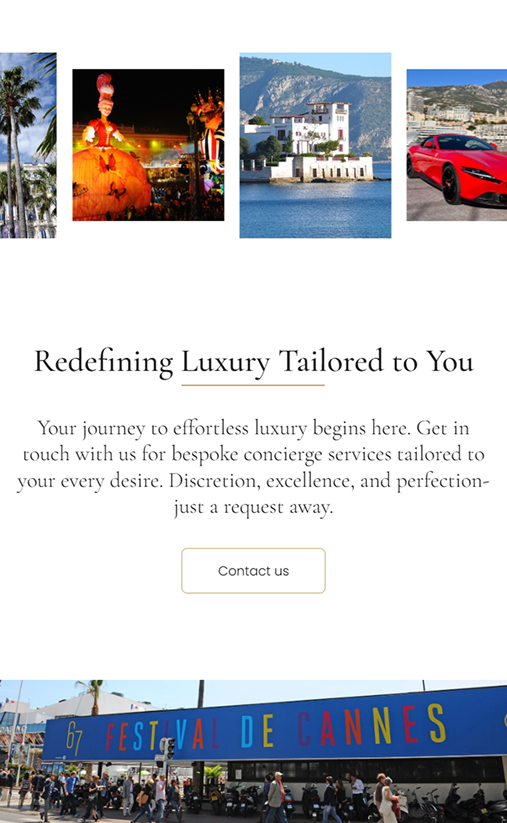 Redefining Luxury Tailored to You
Your journey to effortless luxury begins here. Get in
touch with us for bespoke concierge services tailored to
your every desire. Discretion, excellence, and perfection-
just a request away.
Contact us
67 FESTIVAL DE CANNES